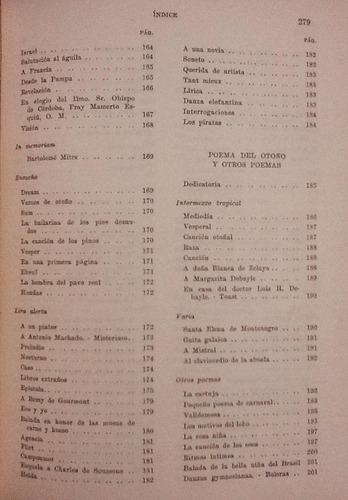 ÍNDICE
279
PÁG.
Israel . . . . . . . . 164
Salutación al águila . . . . 164
A Francia . . . . . . . 165
Desde la Pampa . . . . . 165
Revelación . . . . . . . 166
En elogio del Ilmo. Sr. Obispo
de Córdoba, Fray Mamerto Es-
quiú, O. M. . . . . . . 167
Visión . . . . . . . . 168
In memoriam
Bartolomé Mitre . . . . . 169
Ensueño
Dream . . . . . . . . 169
Versos de otoño . . . . . 170
Sum . . . . . . . . . 170
La bailarina de los pies desnu-
dos . . . . . . . . . 170
La canción de los pinos . . . 170
Vesper . . . . . . . . 171
En una primera página . . . 171
Eheu! . . . . . . . . 171
La hembra del pavo real . . . 171
Hondas . . . . . . . . 172
Lira alerta
A un pintor . . . . . . 172
A Antonio Machado. - Misterioso. . 173
Preludio . . . . . . . . 173
Nocturno . . . . . . . 174
Caso . . . . . . . . . 174
Libros extraños . . . . . 174
Epístola . . . . . . . .
A Remy de Gourmont . . . 179
Eco y yo . . . . . . . 179
Balada en honor de las musas de
carne y hueso . . . . . . 180
Agencia . . . . . . . . 181
Flirt . . . . . . . . . 181
Campoamor . . . . . . . 181
Esquela a Charles de Soussens . . 181
Helda . . . . . . . . 182
PÁG.
A una novia . . . . . . 182
Soneto . . . . . . . . 182
Querida de artista . . . . . 183
Tant mieux . . . . . . . 183
Lírica . . . . . . . . 183
Danza elefantina . . . . . 183
Interrogaciones . . . . . . 184
Los piratas . . . . . . . 184
POEMA DEL OTOÑO
Y OTROS POEMAS
Dedicatoria . . . . . . . 185
Intermezzo tropical
Mediodía . . . . . . . 186
Vesperal . . . . . . . . 187
Canción otoñal . . . . . . 187
Raza . . . . . . . . . 188
Canción . . . . . . . . 188
A doña Blanca de Zelaya . . . 188
A Margarita Debayle . . . . 189
En casa del doctor Luis H. De-
bayle. - Toast . . . . . . 190
Varia
Santa Elena de Montenegro . . 190
Gaita galaica . . . . . . 191
A Mistral . . . . . . . 191
Al clavicordio de la abuela . . 192
Otros poemas
La cartuja . . . . . . . 193
Pequeño poema de carnaval . . 193
Valldemosa . . . . . . . 195
Los motivos del lobo . . . . 195
La rosa niña . . . . . . 197
La canción de los osos . . . 197
Ritmos íntimos . . . . . . 200
Balada de la bella niña del Brasil 201
Danzas gymnesianas. - Boleras . . 201